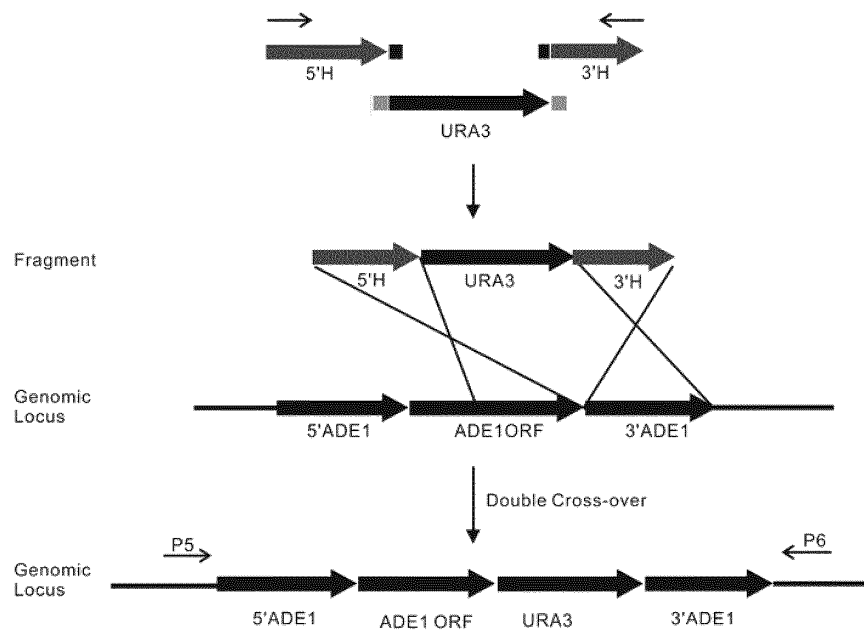 5'H
3'H
URA3
Fragment
5'H
URA3
3'H
Genomic
Locus
5'ADE1
ADE1ORF
3'ADE1
Double Cross-over
P5
P6
Genomic
Locus
5'ADE1
ADE1 ORF
URA3
3'ADE1